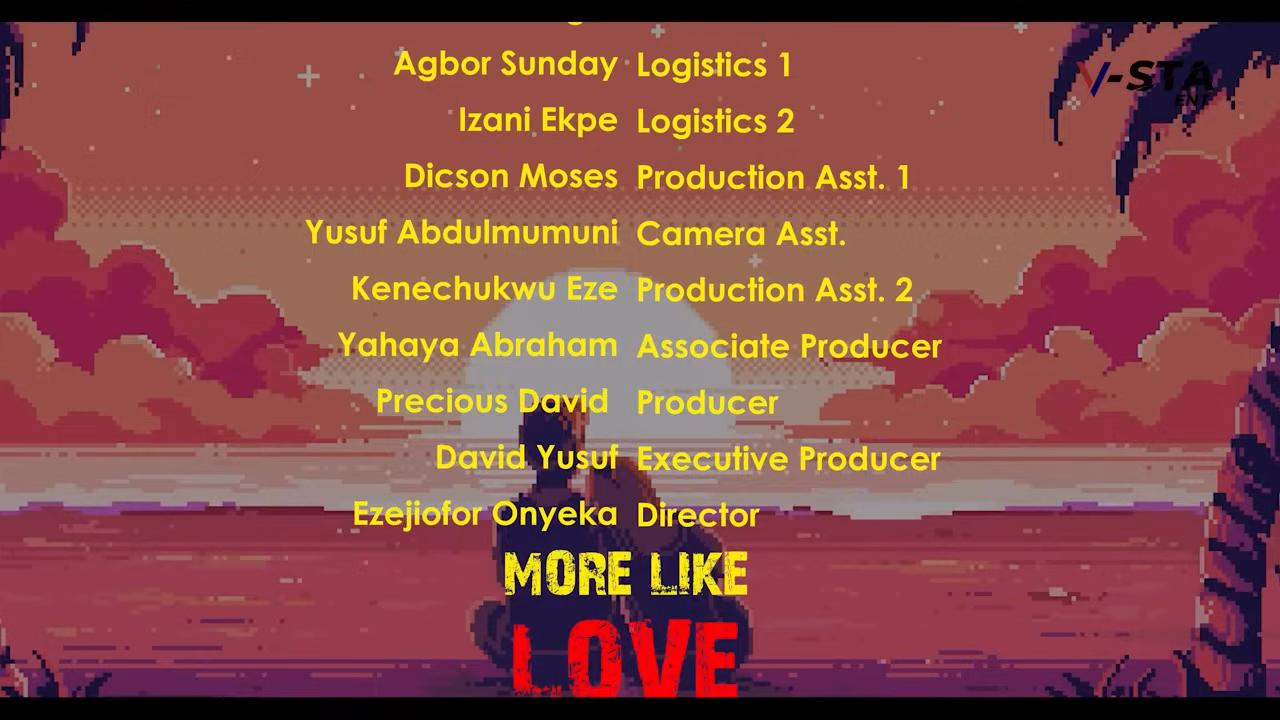 V-STA
ENT
Agbor Sunday Logistics 1
Izani Ekpe Logistics 2
Dicson Moses Production Asst. 1
Yusuf Abdulmumuni Camera Asst.
Kenechukwu Eze Production Asst. 2
Yahaya Abraham Associate Producer
Precious David Producer
David Yusuf Executive Producer
Ezejiofor Onyeka Director
MORE LIKE
LOVE